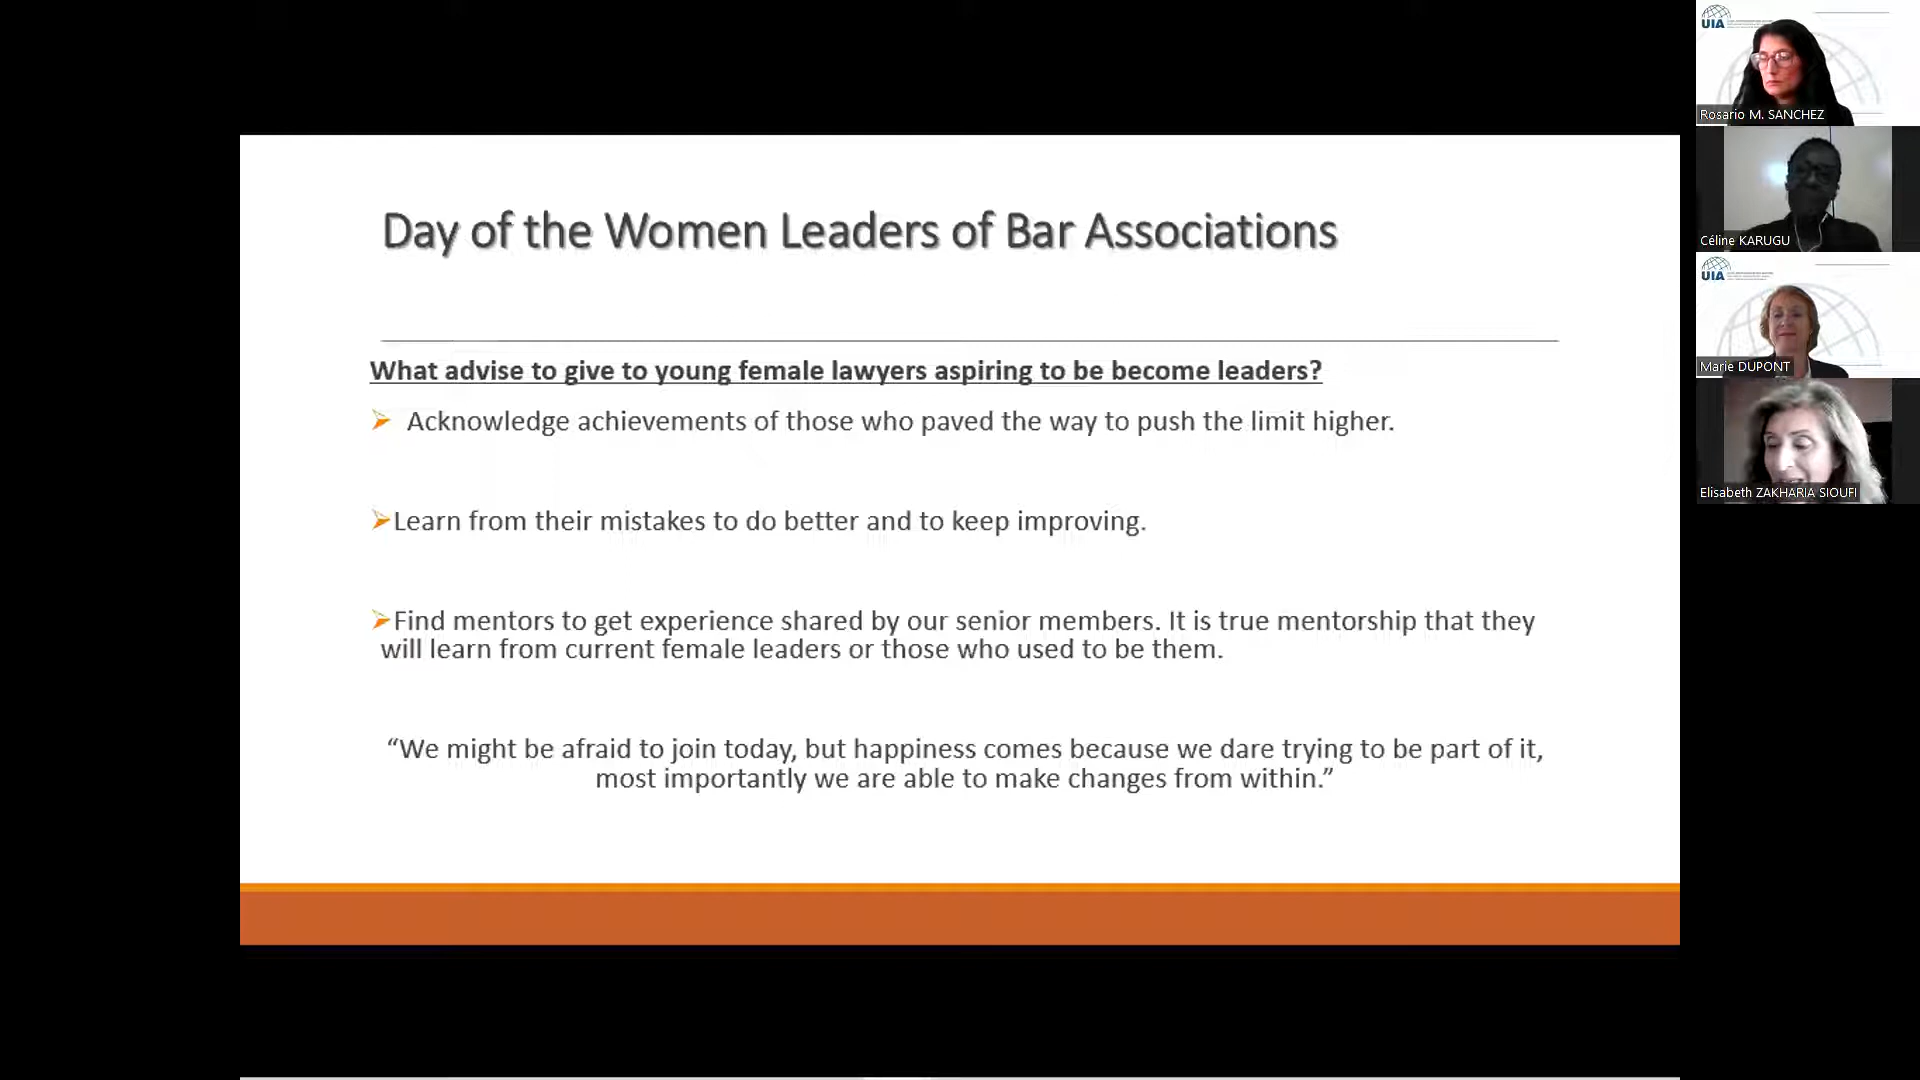 Day of the Women Leaders of Bar Associations
What advise to give to young female lawyers aspiring to be become leaders?
Acknowledge achievements of those who paved the way to push the limit higher.
Learn from their mistakes to do better and to keep improving.
Find mentors to get experience shared by our senior members. It is true mentorship that they
will learn from current female leaders or those who used to be them.
“We might be afraid to join today, but happiness comes because we dare trying to be part of it,
most importantly we are able to make changes from within.”
UIA
Rosario M. SANCHEZ
Céline KARUGU
UIA
Marie DUPONT
Elisabeth ZAKHARIA SIOUFI